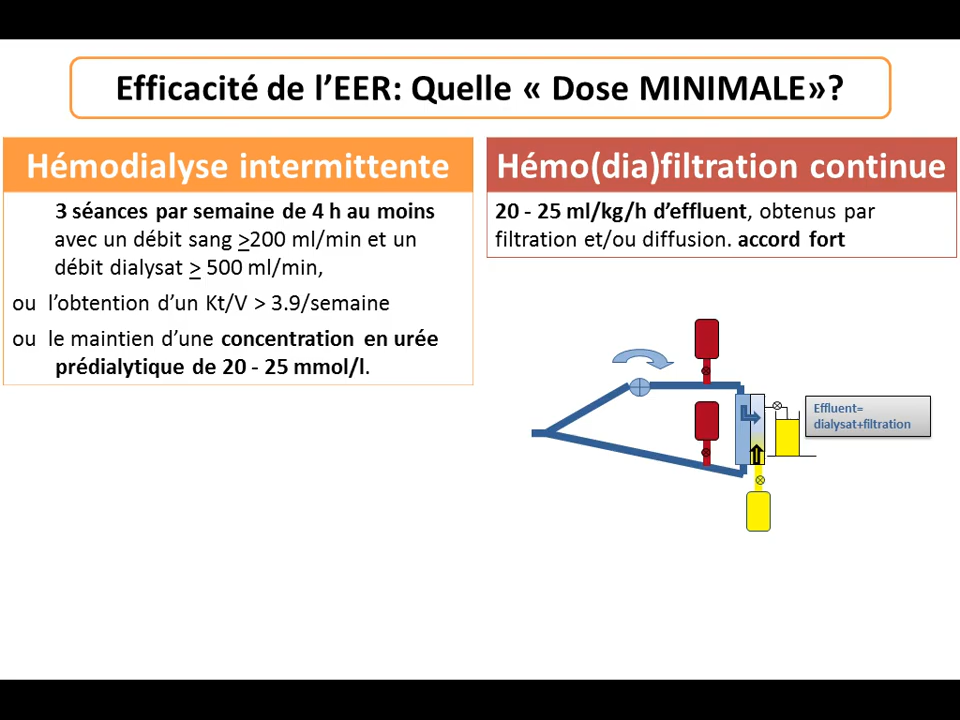 Efficacité de l’EER: Quelle « Dose MINIMALE»?
Hémodialyse intermittente
3 séances par semaine de 4 h au moins
avec un débit sang >200 ml/min et un
débit dialysat > 500 ml/min,
ou l’obtention d’un Kt/V > 3.9/semaine
ou le maintien d’une concentration en urée
prédialytique de 20 - 25 mmol/l.
Hémo(dia)filtration continue
20 - 25 ml/kg/h d’effluent, obtenus par
filtration et/ou diffusion. accord fort
Effluent=
dialysat+filtration